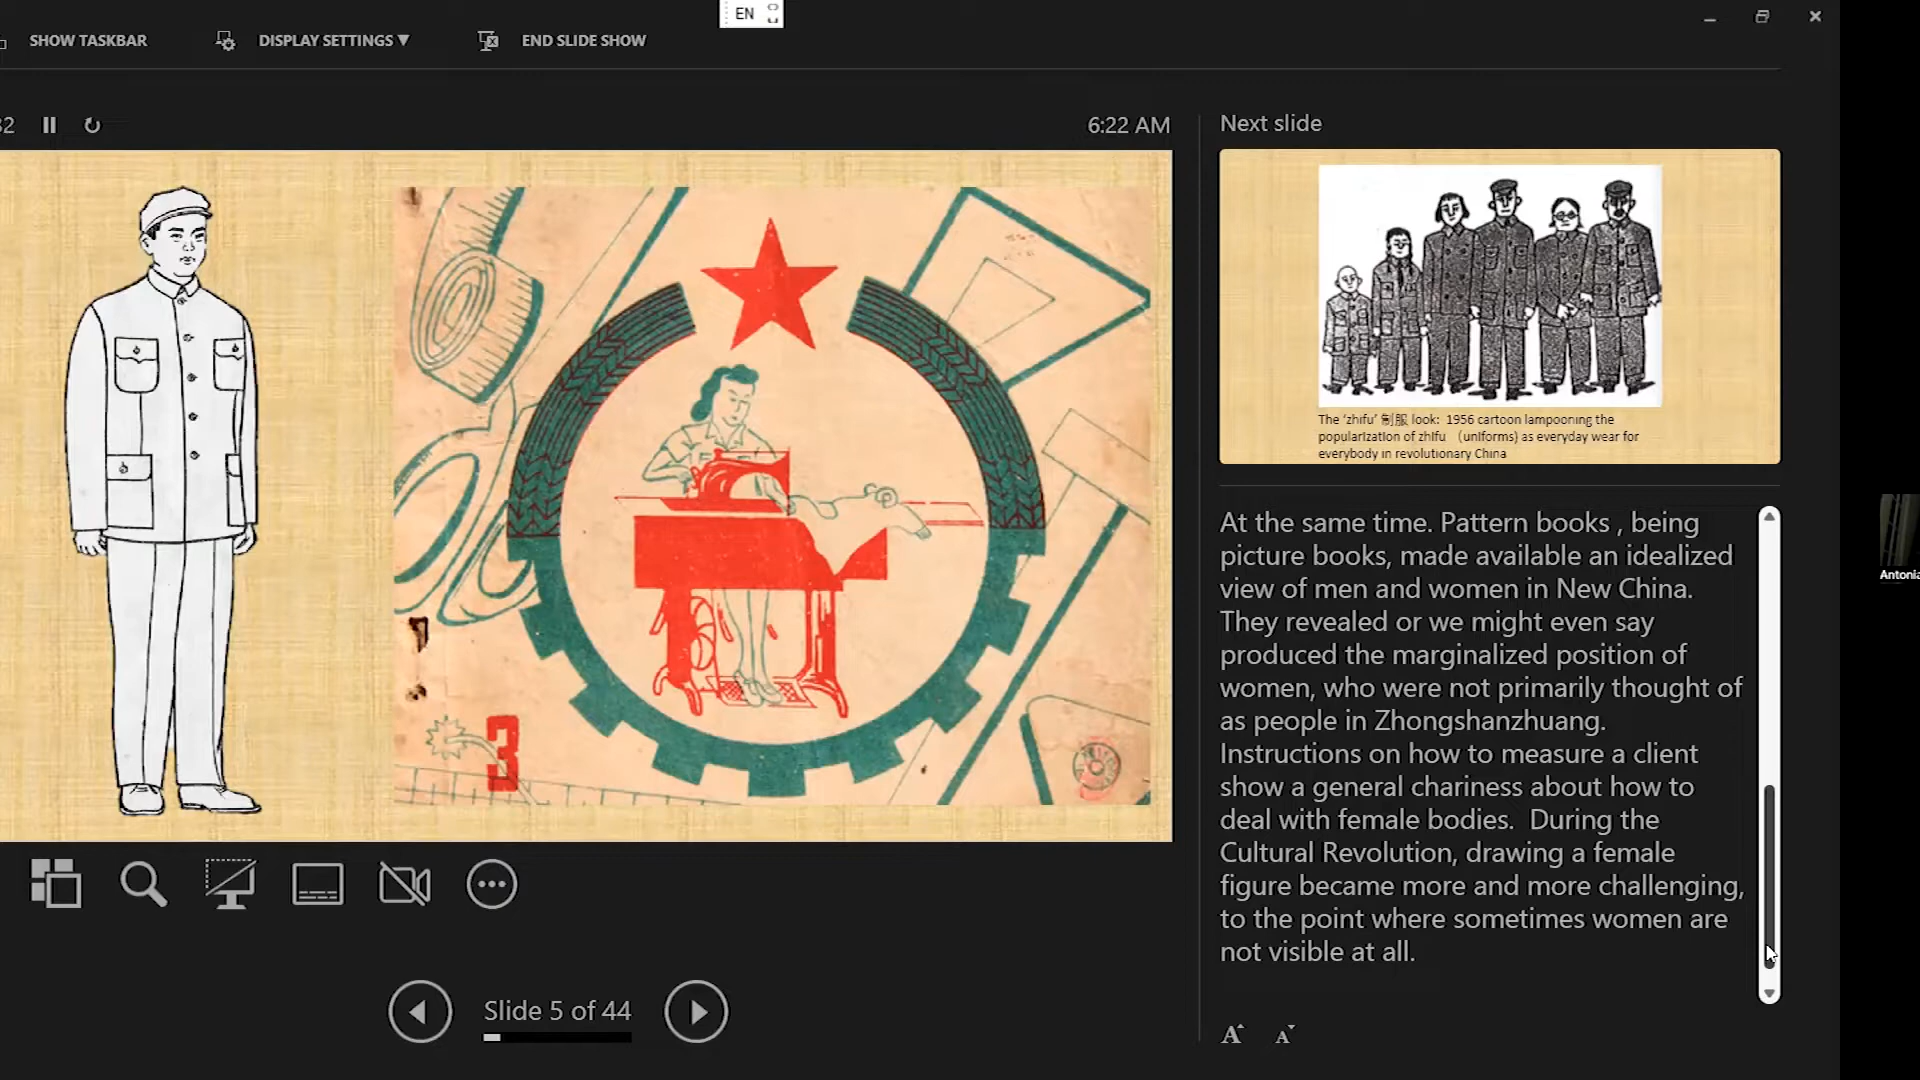 EN
SHOW TASKBAR
DISPLAY SETTINGS ▼
END SLIDE SHOW
32
6:22 AM
Next slide
3
The 'zhifu' 制服 look: 1956 cartoon lampooning the
popularization of zhifu (uniforms) as everyday wear for
everybody in revolutionary China
At the same time. Pattern books , being
picture books, made available an idealized
view of men and women in New China.
They revealed or we might even say
produced the marginalized position of
women, who were not primarily thought of
as people in Zhongshanzhuang.
Instructions on how to measure a client
show a general chariness about how to
deal with female bodies. During the
Cultural Revolution, drawing a female
figure became more and more challenging,
to the point where sometimes women are
not visible at all.
Antonia
Slide 5 of 44
A A